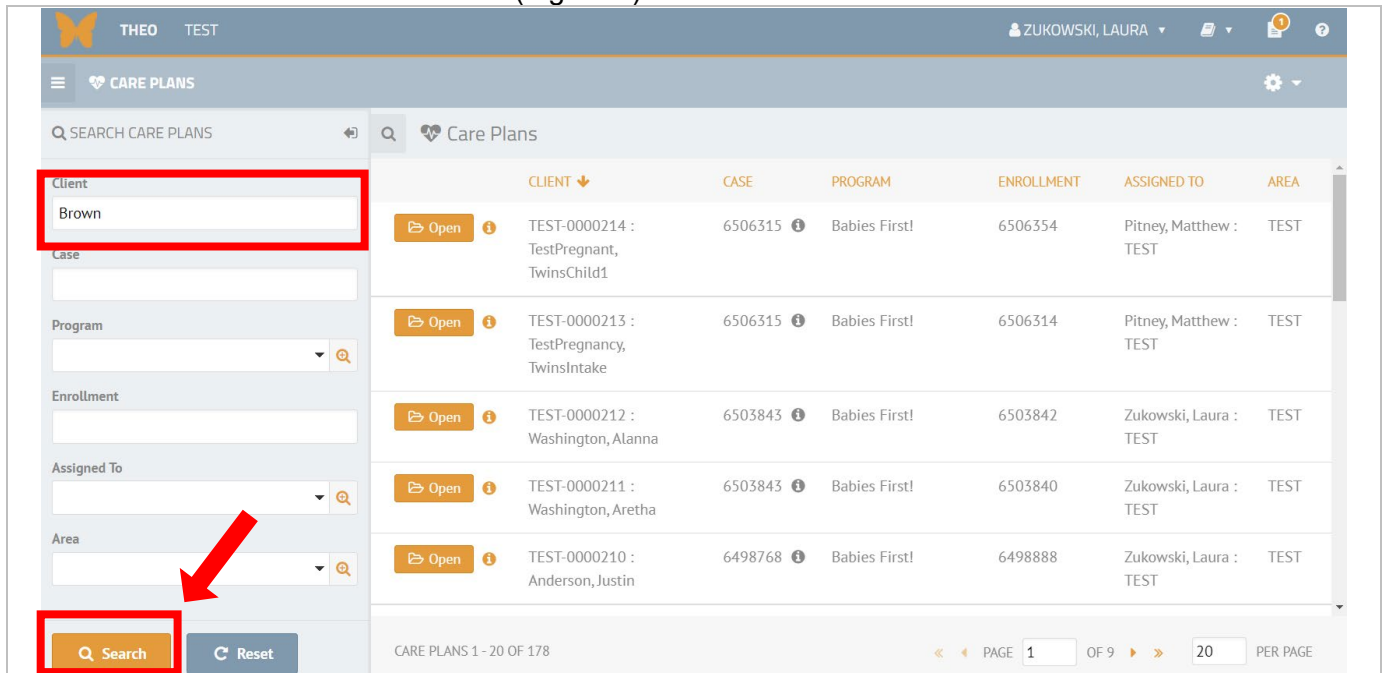 THEO TEST ZUKOWSKI, LAURA 1
CARE PLANS
SEARCH CARE PLANS
Care Plans
Client
Brown
Case
Program
Enrollment
Assigned To
Area
Search Reset
CLIENT CASE PROGRAM ENROLLMENT ASSIGNED TO AREA
Open TEST-0000214 : 6506315 Babies First! 6506354 Pitney, Matthew : TEST
TestPregnant, TEST
TwinsChild1
Open TEST-0000213 : 6506315 Babies First! 6506314 Pitney, Matthew : TEST
TestPregnancy, TEST
TwinsIntake
Open TEST-0000212 : 6503843 Babies First! 6503842 Zukowski, Laura : TEST
Washington, Alanna TEST
Open TEST-0000211 : 6503843 Babies First! 6503840 Zukowski, Laura : TEST
Washington, Aretha TEST
Open TEST-0000210 : 6498768 Babies First! 6498888 Zukowski, Laura : TEST
Anderson, Justin TEST
CARE PLANS 1 - 20 OF 178 « PAGE 1 OF 9 » 20 PER PAGE